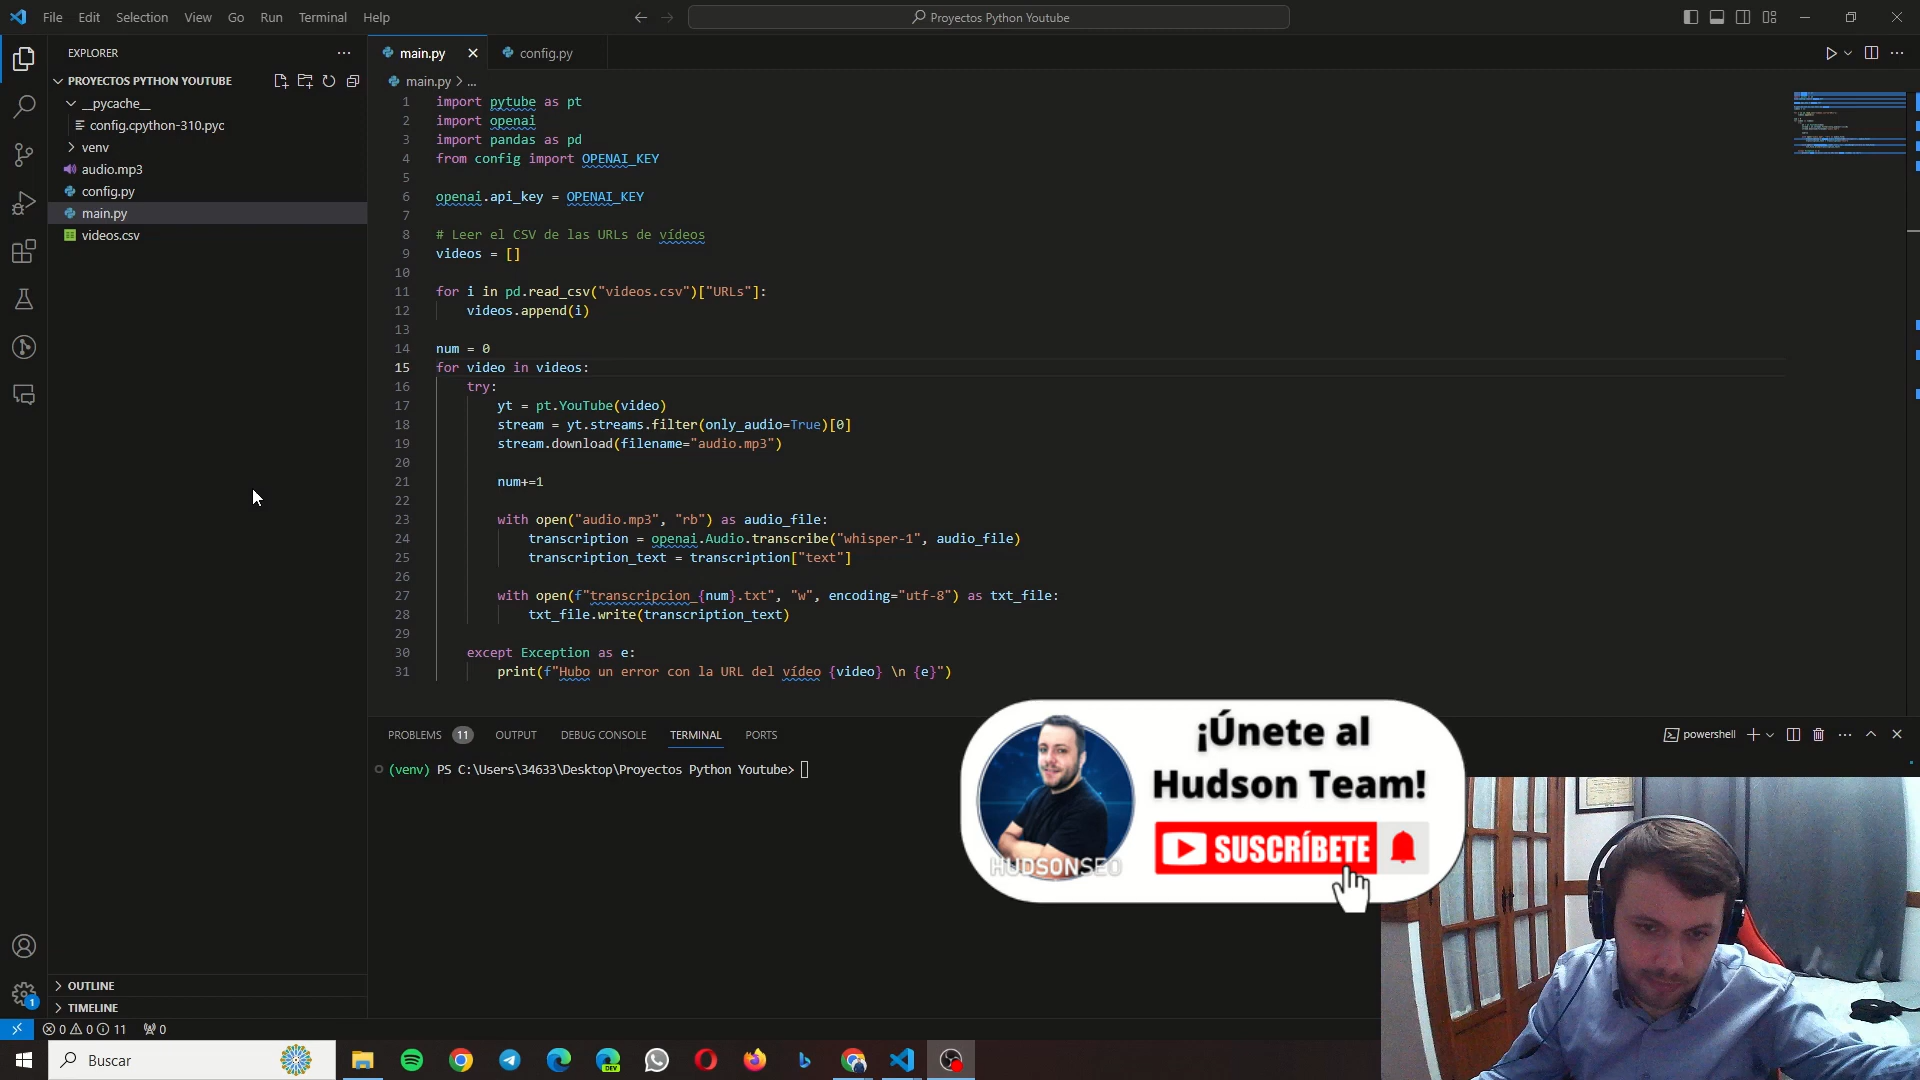 File Edit Selection View Go Run Terminal Help
Proyectos Python Youtube
EXPLORER
PROYECTOS PYTHON YOUTUBE
__pycache__
config.cpython-310.pyc
venv
audio.mp3
config.py
main.py
videos.csv
OUTLINE
TIMELINE
main.py config.py
main.py > ...
1 import pytube as pt
2 import openai
3 import pandas as pd
4 from config import OPENAI_KEY
5
6 openai.api_key = OPENAI_KEY
7
8 # Leer el CSV de las URLs de vídeos
9 videos = []
10
11 for i in pd.read_csv("videos.csv")["URLs"]:
12 videos.append(i)
13
14 num = 0
15 for video in videos:
16 try:
17 yt = pt.YouTube(video)
18 stream = yt.streams.filter(only_audio=True)[0]
19 stream.download(filename="audio.mp3")
20
21 num+=1
22
23 with open("audio.mp3", "rb") as audio_file:
24 transcription = openai.Audio.transcribe("whisper-1", audio_file)
25 transcription_text = transcription["text"]
26
27 with open(f"transcripcion_{num}.txt", "w", encoding="utf-8") as txt_file:
28 txt_file.write(transcription_text)
29
30 except Exception as e:
31 print(f"Hubo un error con la URL del vídeo {video} \n {e}")
PROBLEMS 11 OUTPUT DEBUG CONSOLE TERMINAL PORTS
powershell
(venv) PS C:\Users\34633\Desktop\Proyectos Python Youtube>
¡Únete al
Hudson Team!
SUSCRÍBETE
HUDSONSEO
1
0 0 11 0
Buscar
DEV